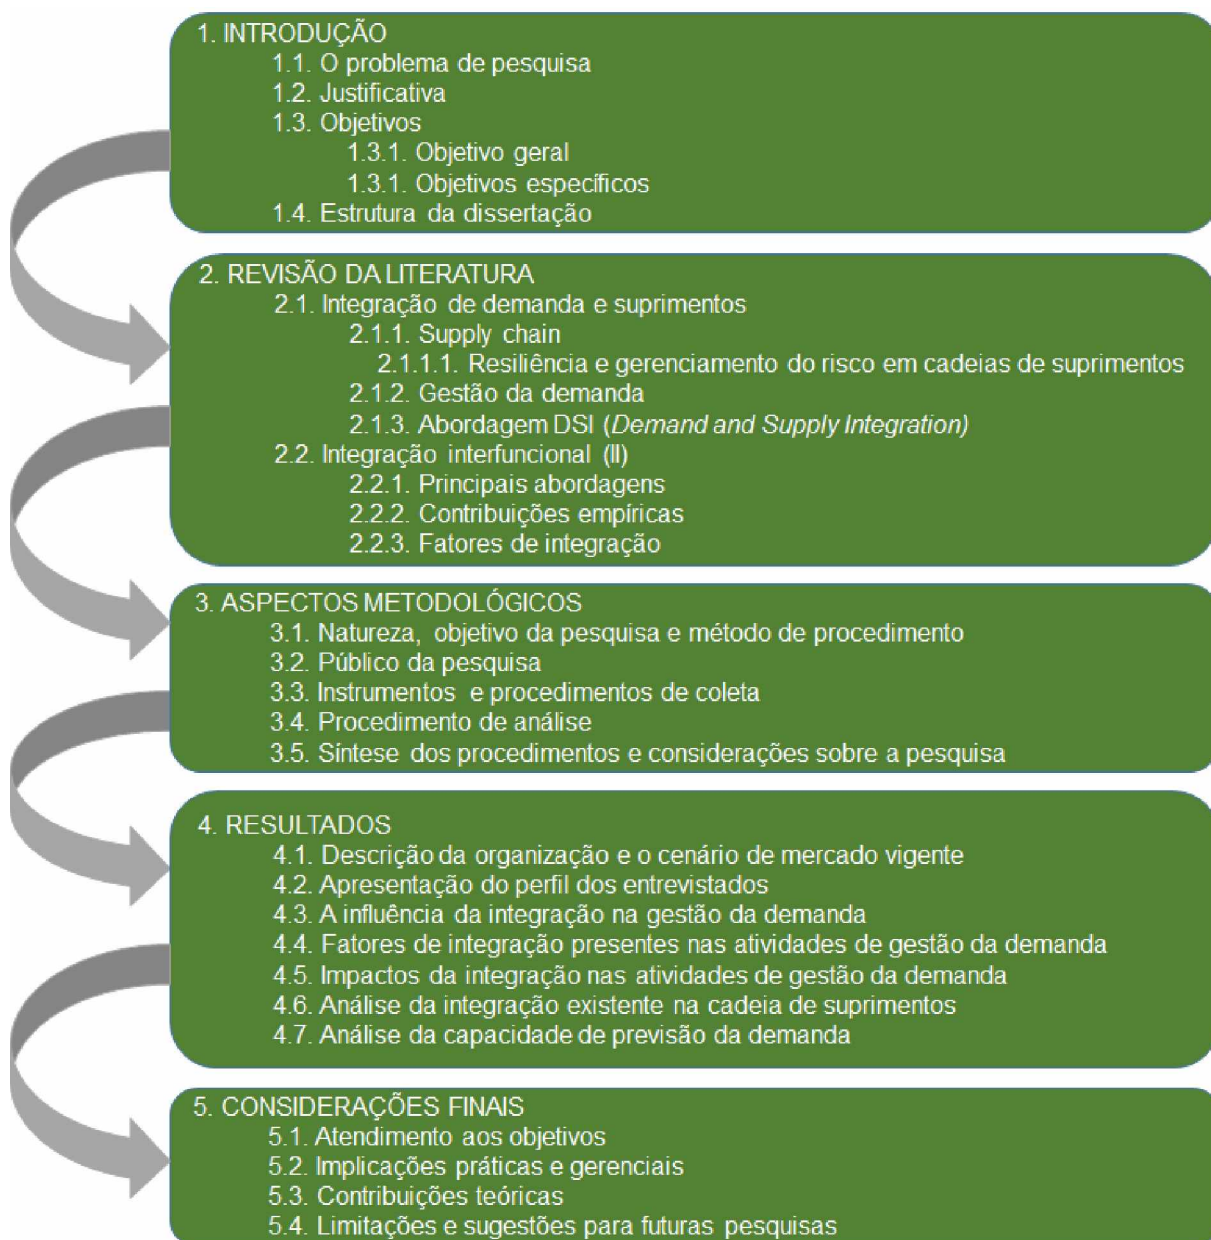 1. INTRODUÇÃO
1.1. O problema de pesquisa
1.2. Justificativa
1.3. Objetivos
1.3.1. Objetivo geral
1.3.1. Objetivos específicos
1.4. Estrutura da dissertação
2. REVISÃO DA LITERATURA
2.1. Integração de demanda e suprimentos
2.1.1. Supply chain
2.1.1.1. Resiliência e gerenciamento do risco em cadeias de suprimentos
2.1.2. Gestão da demanda
2.1.3. Abordagem DSI (Demand and Supply Integration)
2.2. Integração interfuncional (II)
2.2.1. Principais abordagens
2.2.2. Contribuições empíricas
2.2.3. Fatores de integração
3. ASPECTOS METODOLÓGICOS
3.1. Natureza, objetivo da pesquisa e método de procedimento
3.2. Público da pesquisa
3.3. Instrumentos e procedimentos de coleta
3.4. Procedimento de análise
3.5. Síntese dos procedimentos e considerações sobre a pesquisa
4. RESULTADOS
4.1. Descrição da organização e o cenário de mercado vigente
4.2. Apresentação do perfil dos entrevistados
4.3. A influência da integração na gestão da demanda
4.4. Fatores de integração presentes nas atividades de gestão da demanda
4.5. Impactos da integração nas atividades de gestão da demanda
4.6. Análise da integração existente na cadeia de suprimentos
4.7. Análise da capacidade de previsão da demanda
5. CONSIDERAÇÕES FINAIS
5.1. Atendimento aos objetivos
5.2. Implicações práticas e gerenciais
5.3. Contribuições teóricas
5.4. Limitações e sugestões para futuras pesquisas